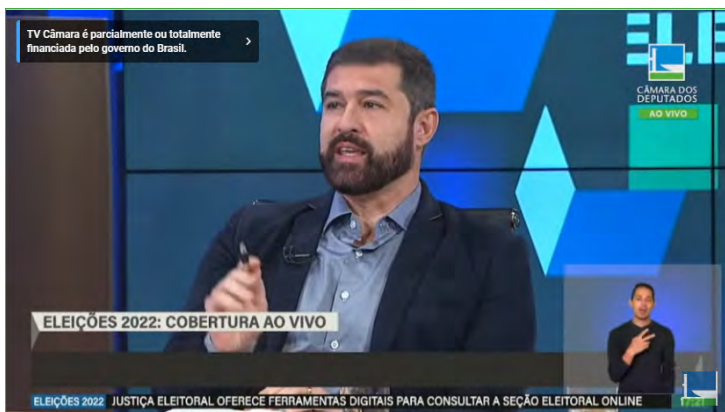 TV Câmara é parcialmente ou totalmente
financiada pelo governo do Brasil.
ELE
CÂMARA DOS
DEPUTADOS
AO VIVO
ELEIÇÕES 2022: COBERTURA AO VIVO
ELEIÇÕES 2022 JUSTIÇA ELEITORAL OFERECE FERRAMENTAS DIGITAIS PARA CONSULTAR A SEÇÃO ELEITORAL ONLINE